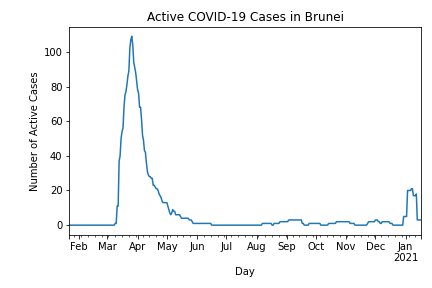 Active COVID-19 Cases in Brunei
Number of Active Cases
100
80
60
40
20
0
Feb Mar Apr May Jun Jul Aug Sep Oct Nov Dec Jan
2021
Day